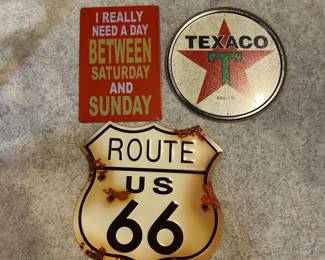 I REALLY
NEED A DAY
BETWEEN
SATURDAY
AND
SUNDAY
TEXACO
T
ROUTE
US
66